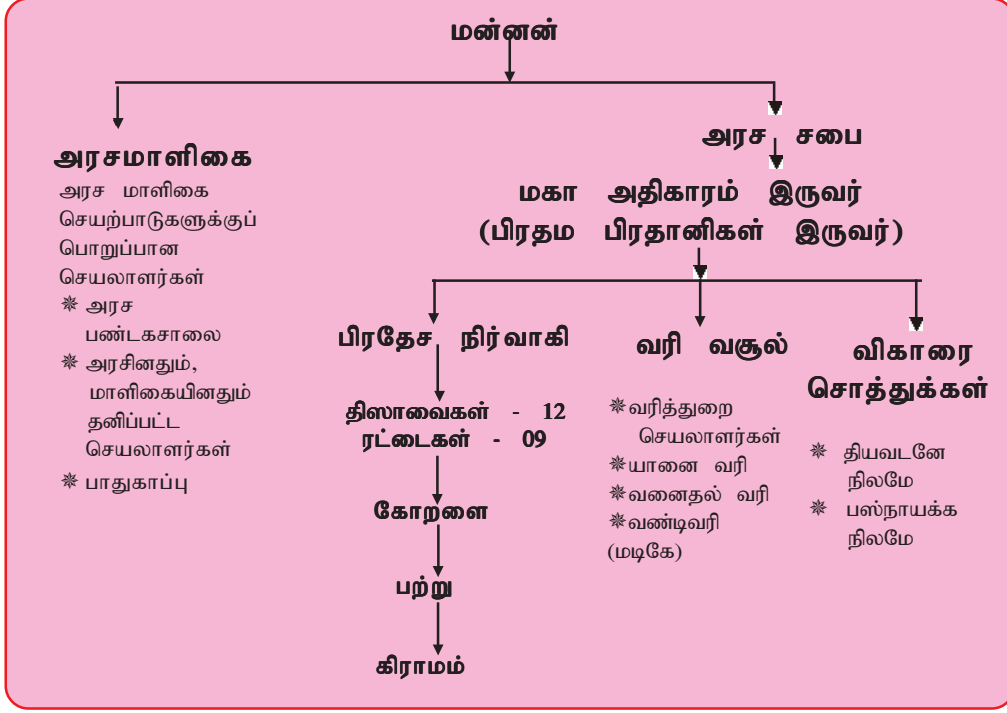 மன்னன்
அரசமாளிகை
அரச மாளிகை
செயற்பாடுகளுக்குப்
பொறுப்பான
செயலாளர்கள்
* அரச
பண்டகசாலை
* அரசினதும்,
மாளிகையினதும்
தனிப்பட்ட
செயலாளர்கள்
* பாதுகாப்பு
அரச சபை
மகா அதிகாரம் இருவர்
(பிரதம பிரதானிகள் இருவர்)
பிரதேச நிர்வாகி
திஸாவைகள் - 12
ரட்டைகள் - 09
கோறளை
பற்று
கிராமம்
வரி வசூல்
*வரித்துறை
செயலாளர்கள்
*யானை வரி
*வனைதல் வரி
*வண்டிவரி
(மடிகே)
விகாரை
சொத்துக்கள்
* தியவடனே
நிலமே
* பஸ்நாயக்க
நிலமே